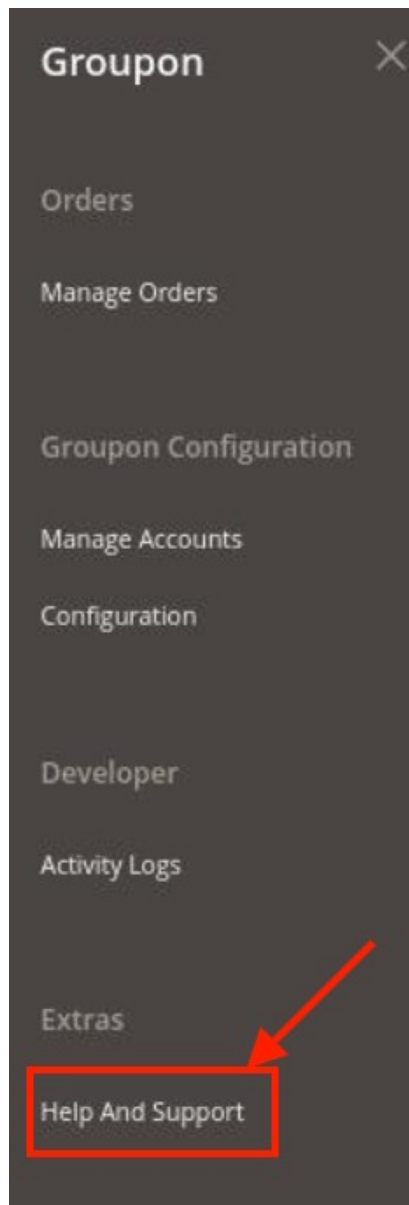 Groupon
Orders
Manage Orders
Groupon Configuration
Manage Accounts
Configuration
Developer
Activity Logs
Extras
Help And Support